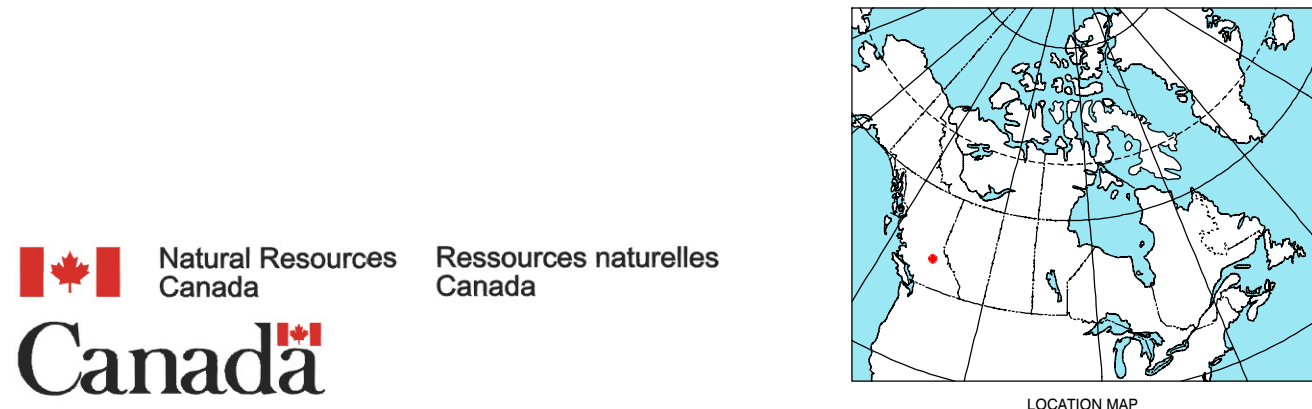 Natural Resources
Canada
Ressources naturelles
Canada
Canada
LOCATION MAP